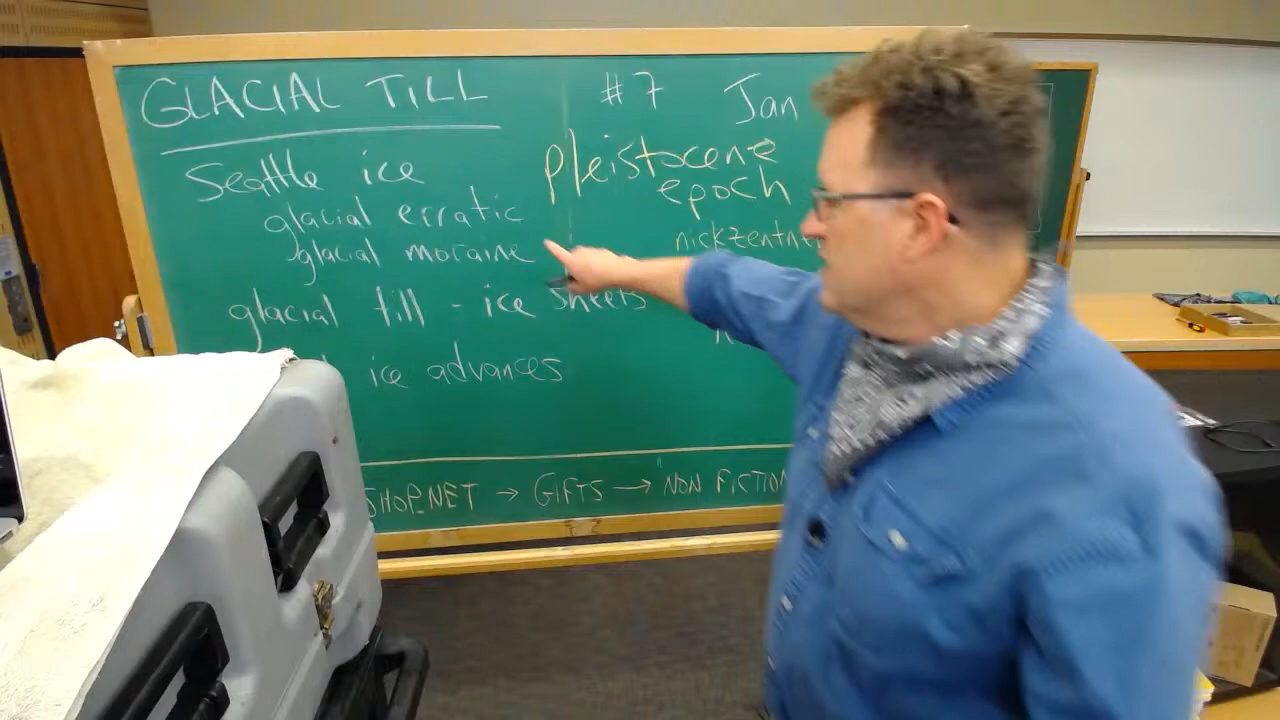 GLACIAL TILL
Seattle ice
glacial erratic
glacial moraine
glacial till - ice sheets
ice advances
#7 Jan
pleistocene
epoch
nickzentne
SHOP.NET → GIFTS → NON FICTION